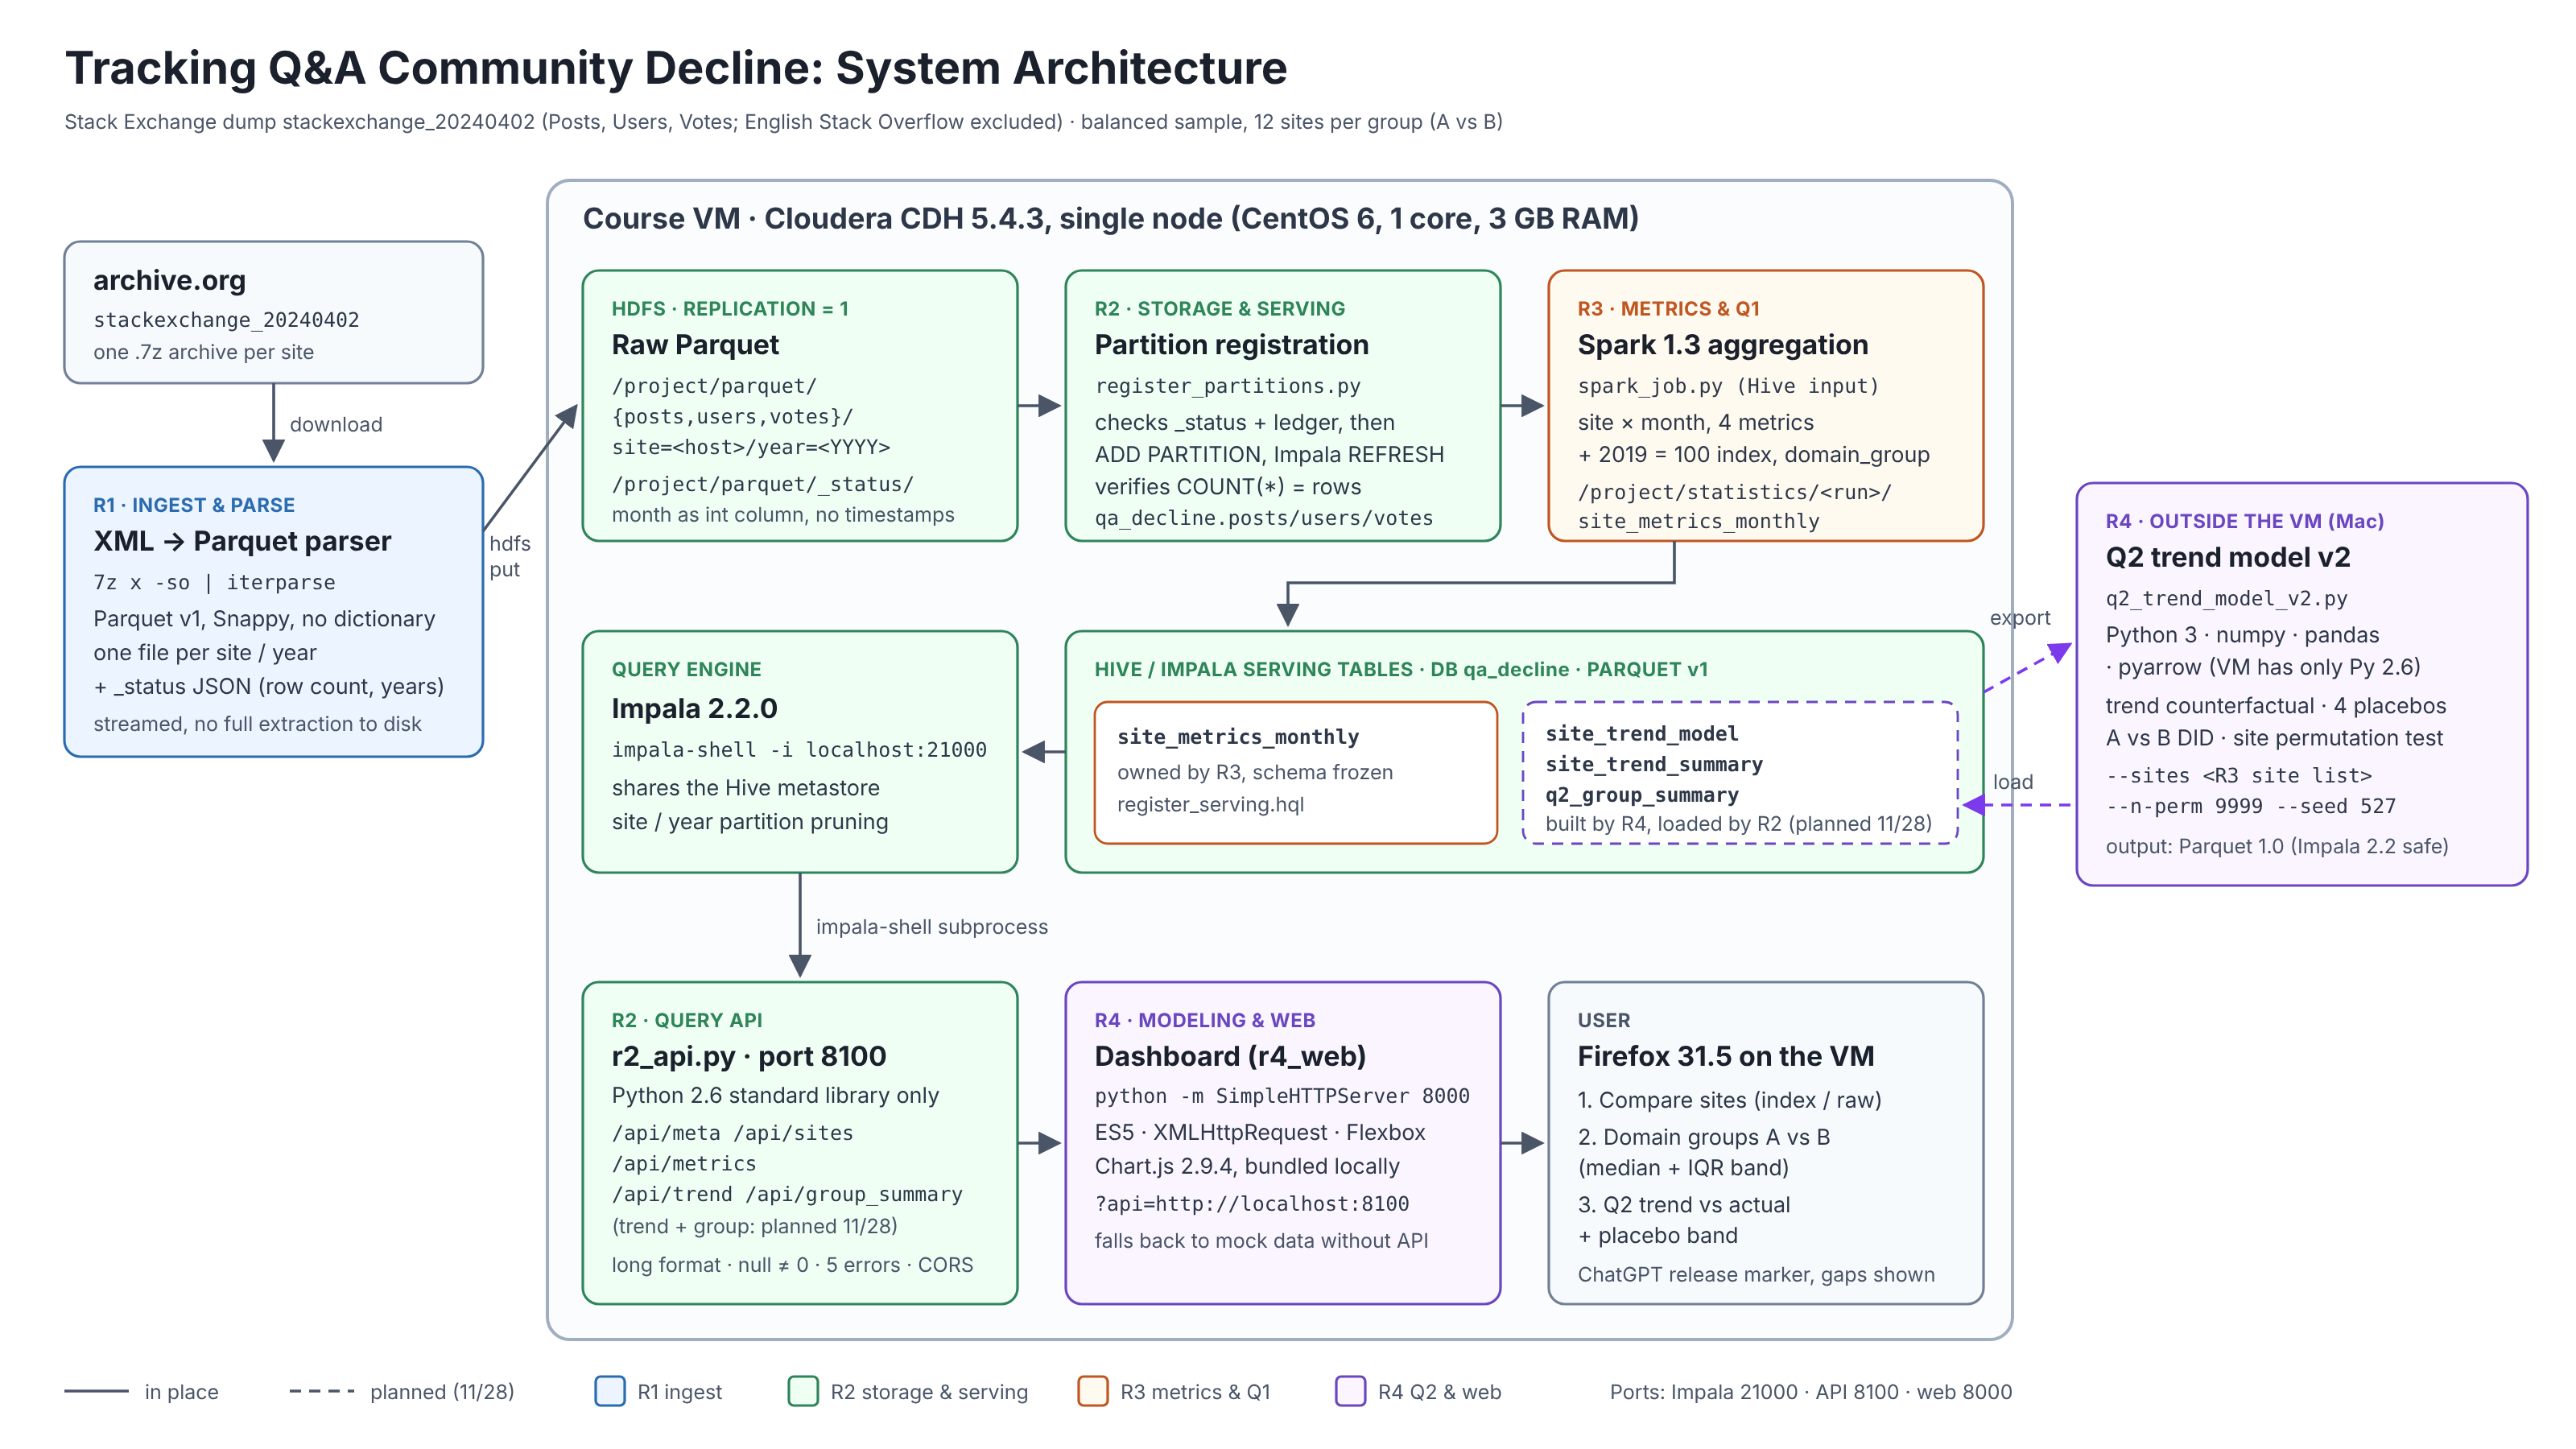 Tracking Q&A Community Decline: System Architecture
Stack Exchange dump stackexchange_20240402 (Posts, Users, Votes; English Stack Overflow excluded) · balanced sample, 12 sites per group (A vs B)
archive.org
stackexchange_20240402
one .7z archive per site
download
R1 · INGEST & PARSE
XML → Parquet parser
7z x -so | iterparse
Parquet v1, Snappy, no dictionary
one file per site / year
+ _status JSON (row count, years)
streamed, no full extraction to disk
hdfs
put
Course VM · Cloudera CDH 5.4.3, single node (CentOS 6, 1 core, 3 GB RAM)
HDFS · REPLICATION = 1
Raw Parquet
/project/parquet/
{posts,users,votes}/
site=<host>/year=<YYYY>
/project/parquet/_status/
month as int column, no timestamps
R2 · STORAGE & SERVING
Partition registration
register_partitions.py
checks _status + ledger, then
ADD PARTITION, Impala REFRESH
verifies COUNT(*) = rows
qa_decline.posts/users/votes
R3 · METRICS & Q1
Spark 1.3 aggregation
spark_job.py (Hive input)
site × month, 4 metrics
+ 2019 = 100 index, domain_group
/project/statistics/<run>/
site_metrics_monthly
QUERY ENGINE
Impala 2.2.0
impala-shell -i localhost:21000
shares the Hive metastore
site / year partition pruning
HIVE / IMPALA SERVING TABLES · DB qa_decline · PARQUET v1
site_metrics_monthly
owned by R3, schema frozen
register_serving.hql
site_trend_model
site_trend_summary
q2_group_summary
built by R4, loaded by R2 (planned 11/28)
export
load
R4 · OUTSIDE THE VM (Mac)
Q2 trend model v2
q2_trend_model_v2.py
Python 3 · numpy · pandas
· pyarrow (VM has only Py 2.6)
trend counterfactual · 4 placebos
A vs B DID · site permutation test
--sites <R3 site list>
--n-perm 9999 --seed 527
output: Parquet 1.0 (Impala 2.2 safe)
impala-shell subprocess
R2 · QUERY API
r2_api.py · port 8100
Python 2.6 standard library only
/api/meta /api/sites
/api/metrics
/api/trend /api/group_summary
(trend + group: planned 11/28)
long format · null ≠ 0 · 5 errors · CORS
R4 · MODELING & WEB
Dashboard (r4_web)
python -m SimpleHTTPServer 8000
ES5 · XMLHttpRequest · Flexbox
Chart.js 2.9.4, bundled locally
?api=http://localhost:8100
falls back to mock data without API
USER
Firefox 31.5 on the VM
1. Compare sites (index / raw)
2. Domain groups A vs B
(median + IQR band)
3. Q2 trend vs actual
+ placebo band
ChatGPT release marker, gaps shown
in place
planned (11/28)
R1 ingest
R2 storage & serving
R3 metrics & Q1
R4 Q2 & web
Ports: Impala 21000 · API 8100 · web 8000